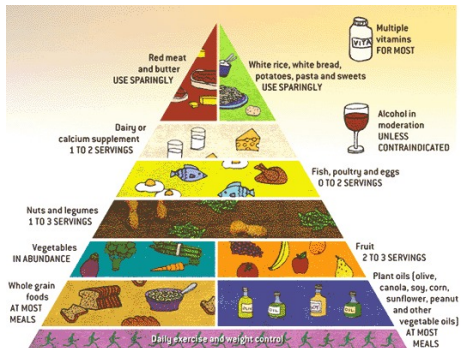 Multiple
vitamins
FOR MOST
Red meat
and butter
USE SPARINGLY
White rice, white bread,
potatoes, pasta and sweets
USE SPARINGLY
VITA
Alcohol in
moderation
UNLESS
CONTRAINDICATED
Dairy or
calcium supplement
1 TO 2 SERVINGS
Fish, poultry and eggs
0 TO 2 SERVINGS
Nuts and legumes
1 TO 3 SERVINGS
Vegetables
IN ABUNDANCE
Fruit
2 TO 3 SERVINGS
Whole grain
foods
AT MOST
MEALS
Plant oils (olive,
canola, soy, corn,
sunflower, peanut
and other
vegetable oils)
AT MOST
MEALS
OIL
Daily exercise and weight control